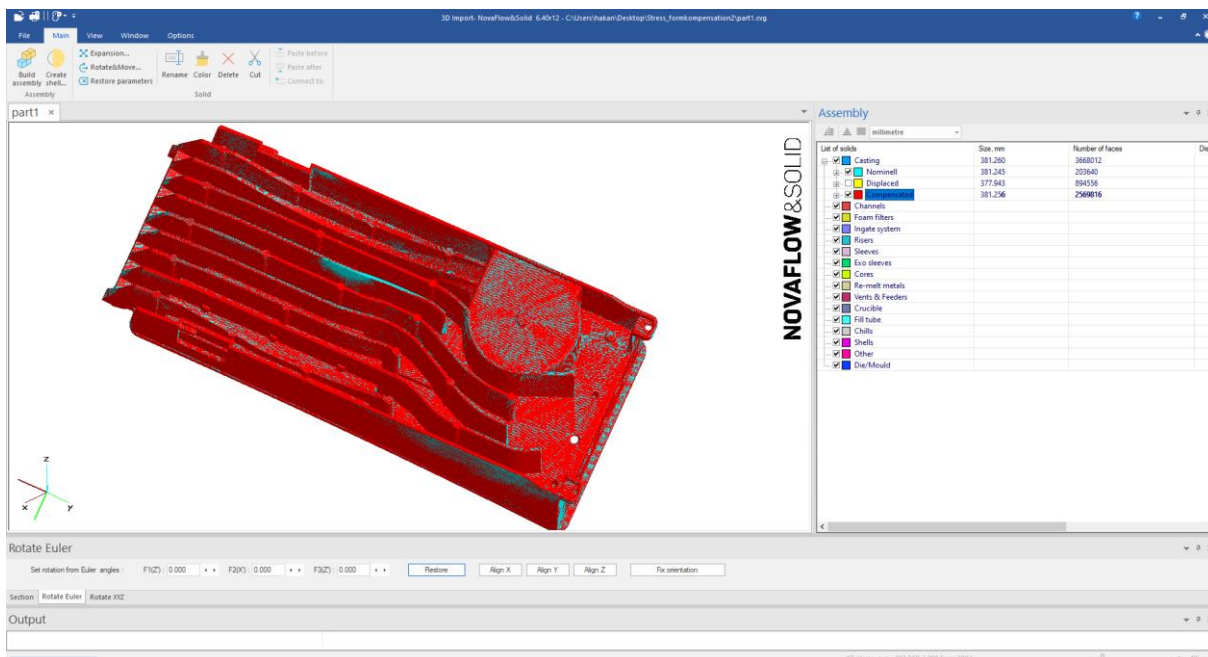 3D Import- NovaFlow&Solid 6.40r12 - C:\Users\hakan\Desktop\Stress_formkompensation2\part1.cvg
File Main View Window Options
Build assembly
Create shell...
Assembly
Expansion...
Rotate&Move...
Restore parameters
Rename Color Delete Cut
Paste before
Paste after
Connect to
Solid
part1
NOVAFLOW&SOLID
z
x
y
Assembly
millimetre
List of solids Size, mm Number of faces
Casting 381.260 3668012
Nominell 381.245 203640
Displaced 377.943 894556
Compensated 381.256 2569816
Channels
Foam filters
Ingate system
Risers
Sleeves
Exo sleeves
Cores
Re-melt metals
Vents & Feeders
Crucible
Fill tube
Chills
Shells
Other
Die/Mould
Rotate Euler
Set rotation from Euler angles : F1(Z') : 0.000 F2(X') : 0.000 F3(Z') : 0.000 Restore Align X Align Y Align Z Fix orientation
Section Rotate Euler Rotate XYZ
Output